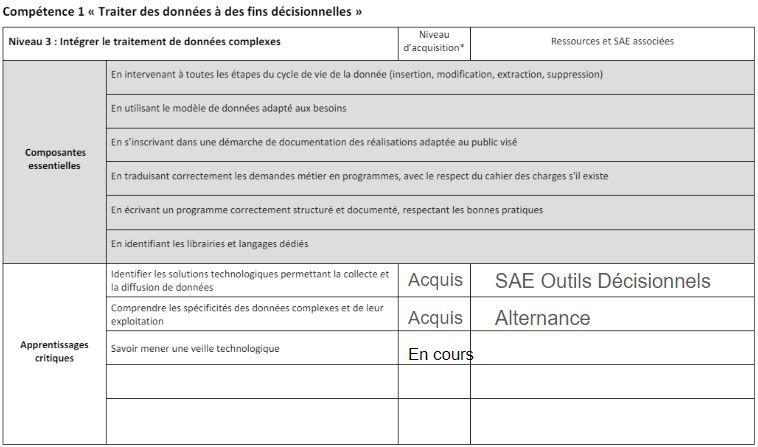 Compétence 1 « Traiter des données à des fins décisionnelles »
Niveau 3 : Intégrer le traitement de données complexes
Niveau
d'acquisition*
Ressources et SAE associées
Composantes
essentielles
En intervenant à toutes les étapes du cycle de vie de la donnée (insertion, modification, extraction, suppression)
En utilisant le modèle de données adapté aux besoins
En s'inscrivant dans une démarche de documentation des réalisations adaptée au public visé
En traduisant correctement les demandes métier en programmes, avec le respect du cahier des charges s'il existe
En écrivant un programme correctement structuré et documenté, respectant les bonnes pratiques
En identifiant les librairies et langages dédiés
Apprentissages
critiques
Identifier les solutions technologiques permettant la collecte et
la diffusion de données
Acquis
SAE Outils Décisionnels
Comprendre les spécificités des données complexes et de leur
exploitation
Acquis
Alternance
Savoir mener une veille technologique
En cours